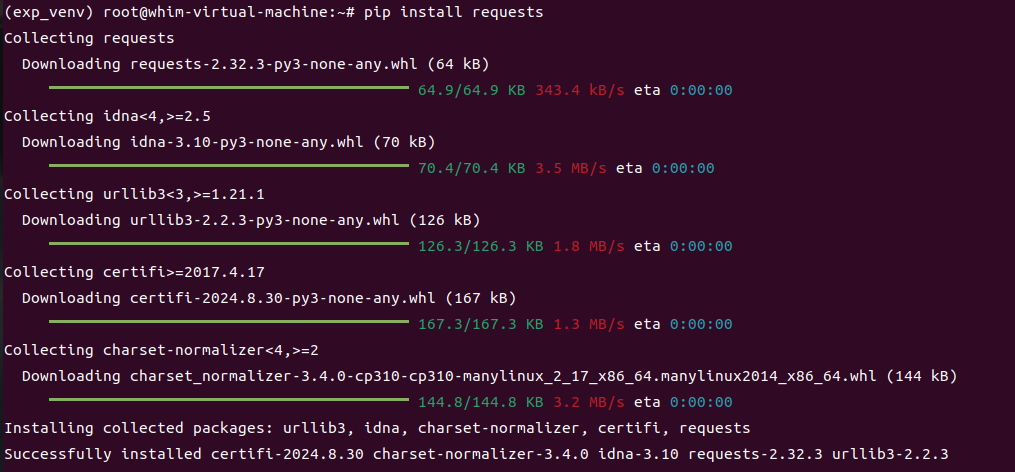 (exp_venv) root@whim-virtual-machine:~# pip install requests
Collecting requests
  Downloading requests-2.32.3-py3-none-any.whl (64 kB)
     64.9/64.9 KB 343.4 kB/s eta 0:00:00
Collecting idna<4,>=2.5
  Downloading idna-3.10-py3-none-any.whl (70 kB)
     70.4/70.4 KB 3.5 MB/s eta 0:00:00
Collecting urllib3<3,>=1.21.1
  Downloading urllib3-2.2.3-py3-none-any.whl (126 kB)
     126.3/126.3 KB 1.8 MB/s eta 0:00:00
Collecting certifi>=2017.4.17
  Downloading certifi-2024.8.30-py3-none-any.whl (167 kB)
     167.3/167.3 KB 1.3 MB/s eta 0:00:00
Collecting charset-normalizer<4,>=2
  Downloading charset_normalizer-3.4.0-cp310-cp310-manylinux_2_17_x86_64.manylinux2014_x86_64.whl (144 kB)
     144.8/144.8 KB 3.2 MB/s eta 0:00:00
Installing collected packages: urllib3, idna, charset-normalizer, certifi, requests
Successfully installed certifi-2024.8.30 charset-normalizer-3.4.0 idna-3.10 requests-2.32.3 urllib3-2.2.3